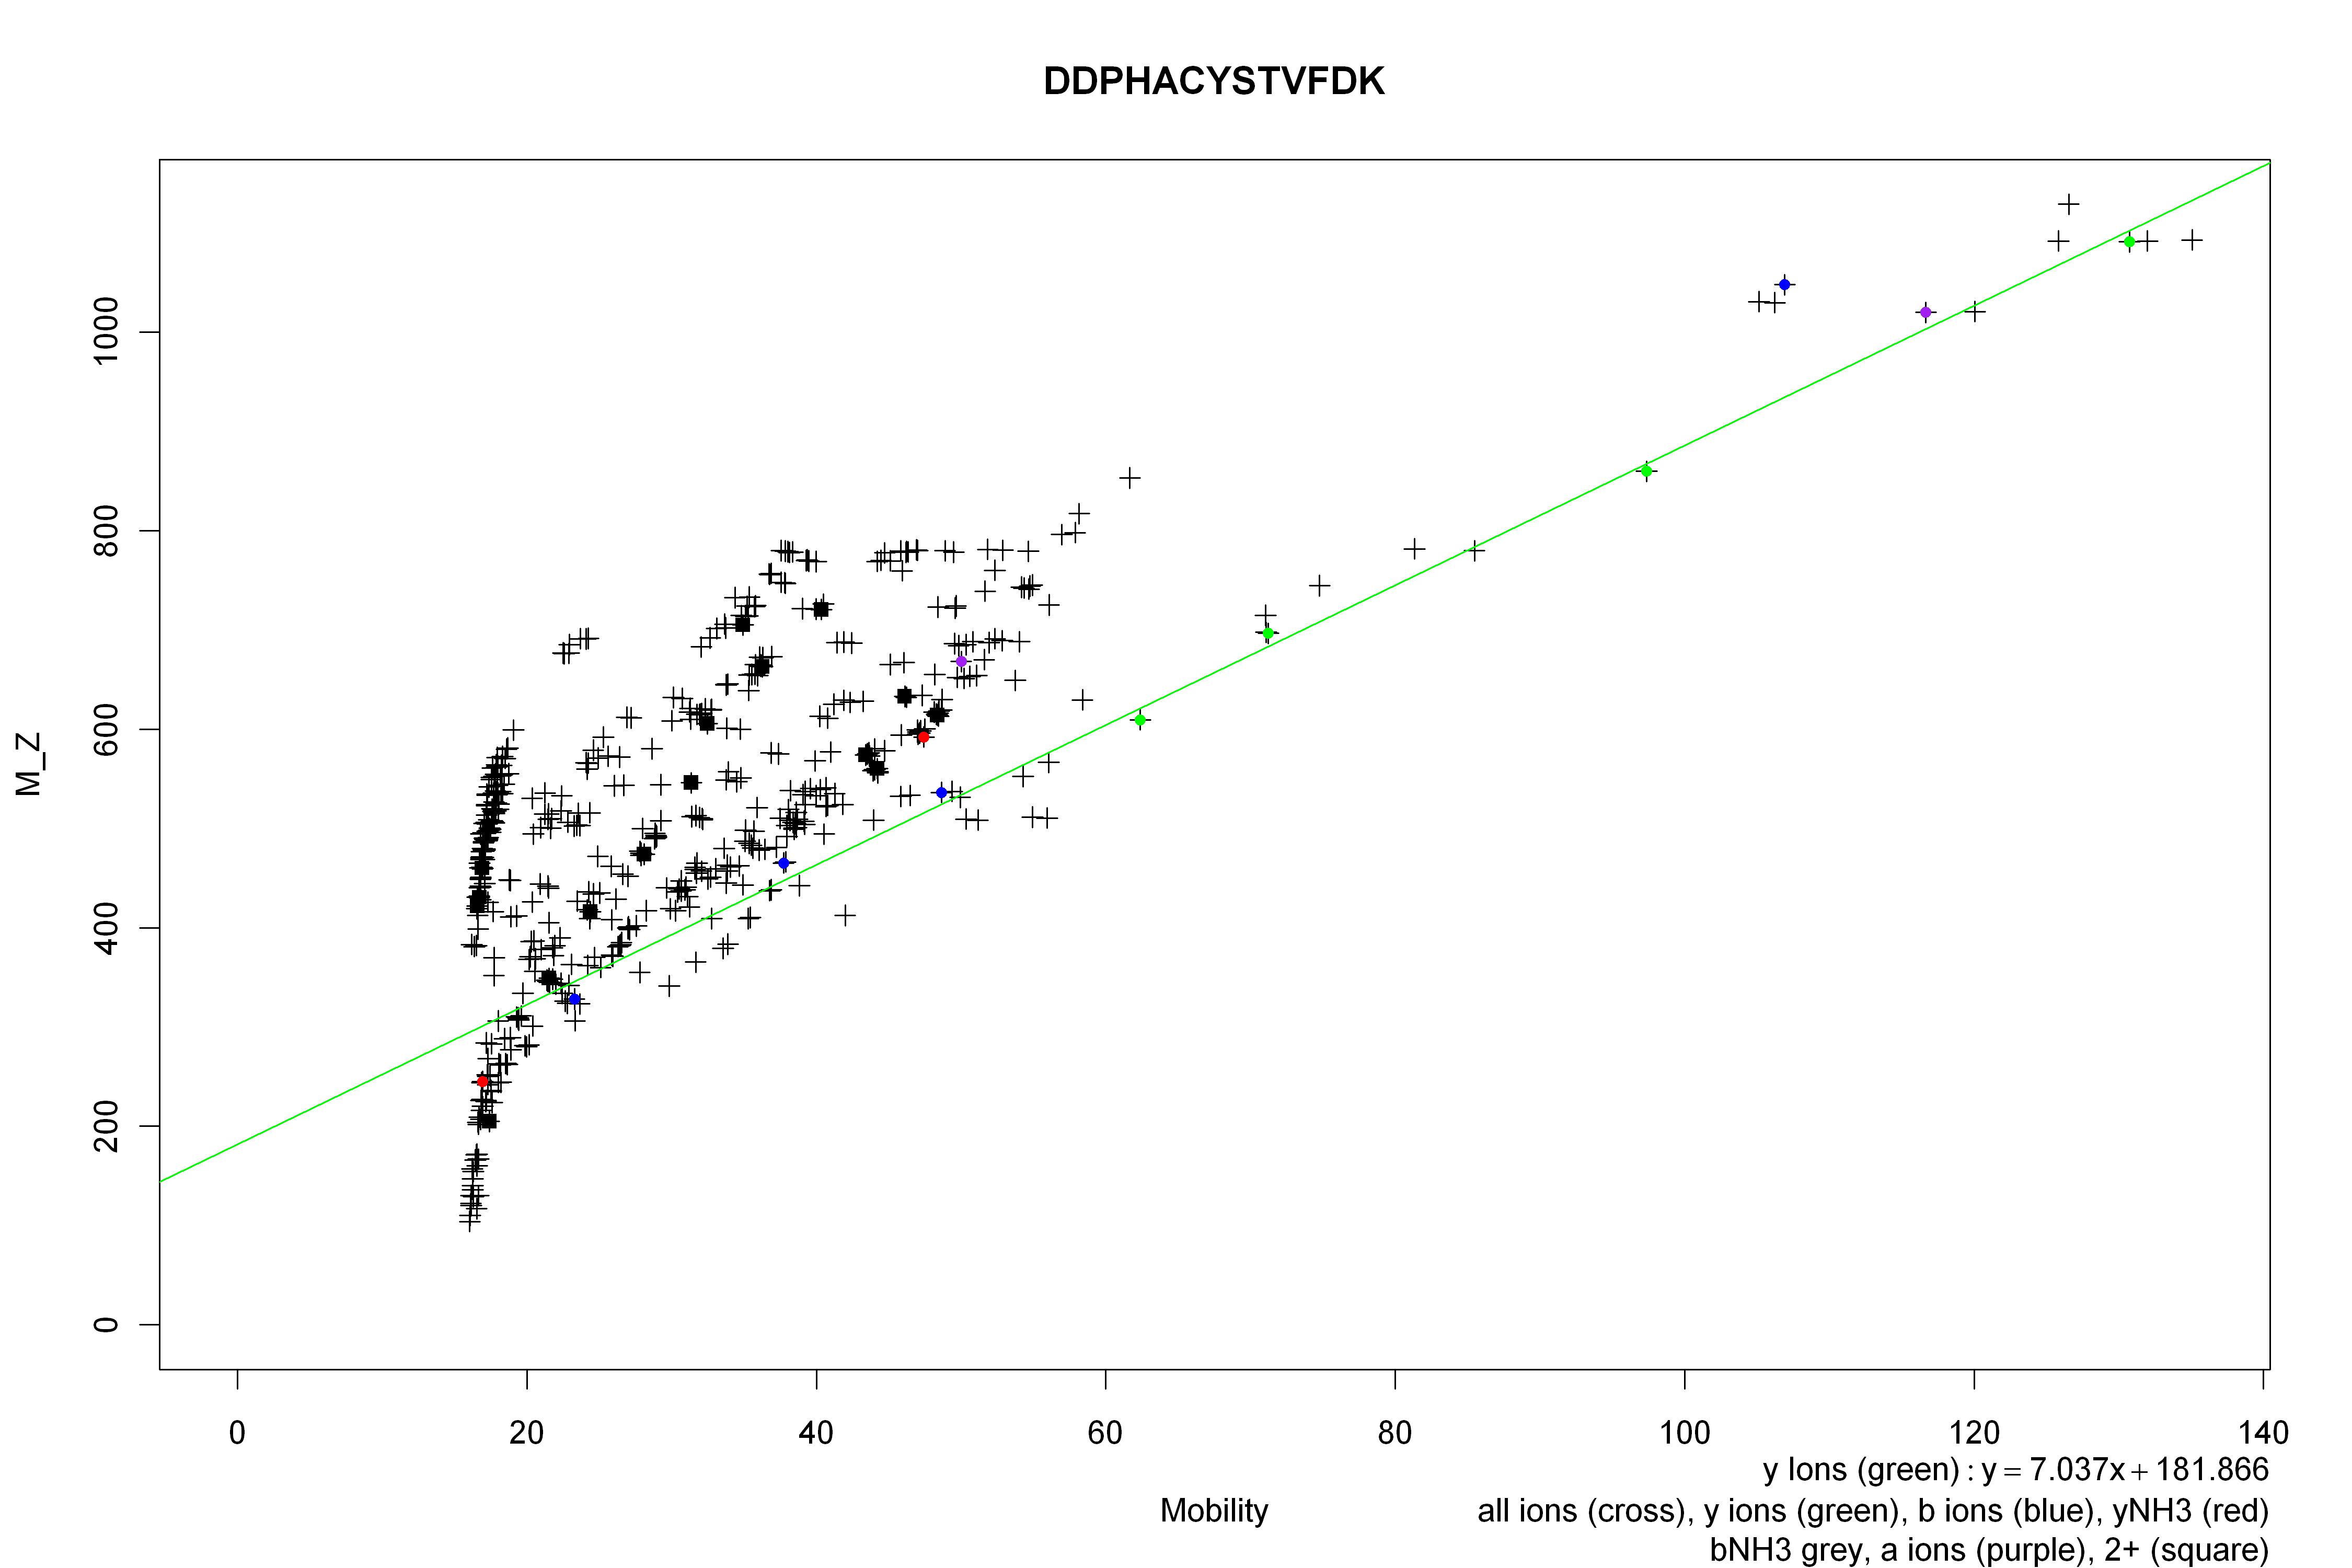 DDPHACYSTVFDK
M_Z
1000
800
600
400
200
0
0 20 40 60 80 100 120 140
y Ions (green) : y = 7.037x + 181.866
Mobility
all ions (cross), y ions (green), b ions (blue), yNH3 (red)
bNH3 grey, a ions (purple), 2+ (square)